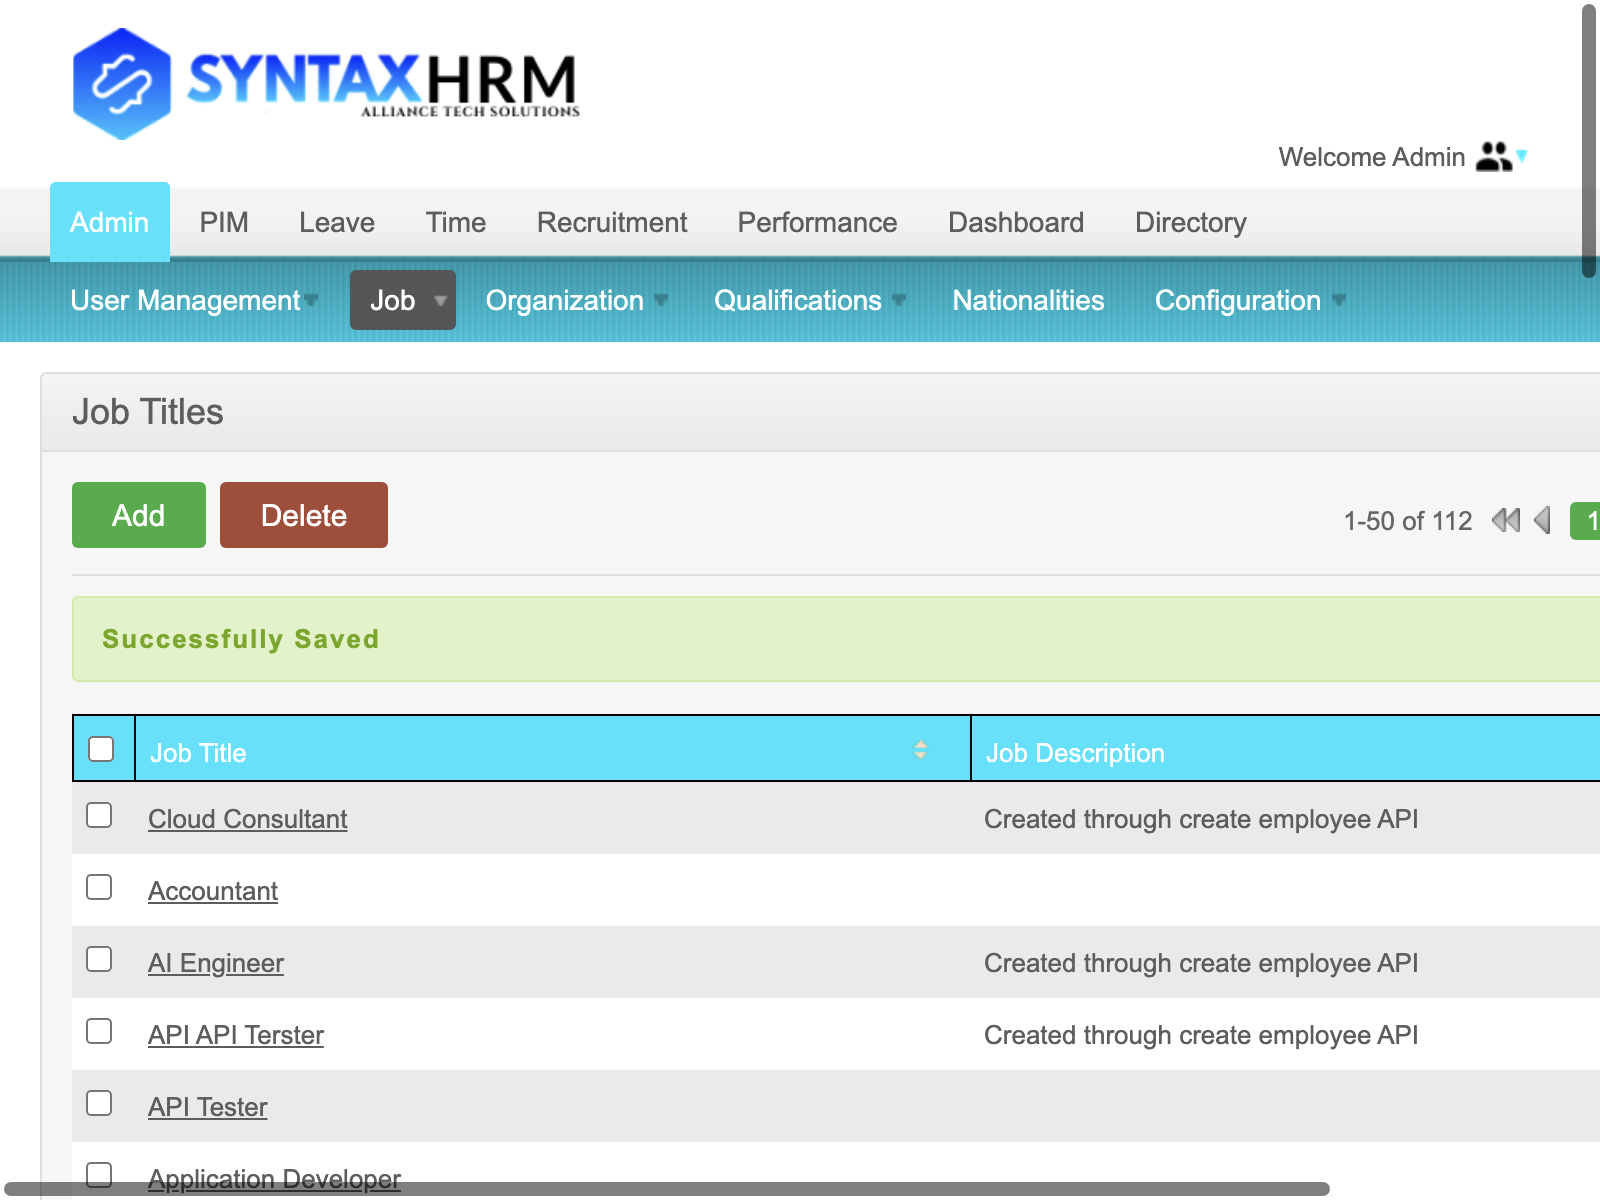 SYNTAXHRM
ALLIANCE TECH SOLUTIONS
Welcome Admin
Admin PIM Leave Time Recruitment Performance Dashboard Directory
User Management Job Organization Qualifications Nationalities Configuration
Job Titles
Add Delete 1-50 of 112 1
Successfully Saved
Job Title Job Description
Cloud Consultant Created through create employee API
Accountant
AI Engineer Created through create employee API
API API Terster Created through create employee API
API Tester
Application Developer